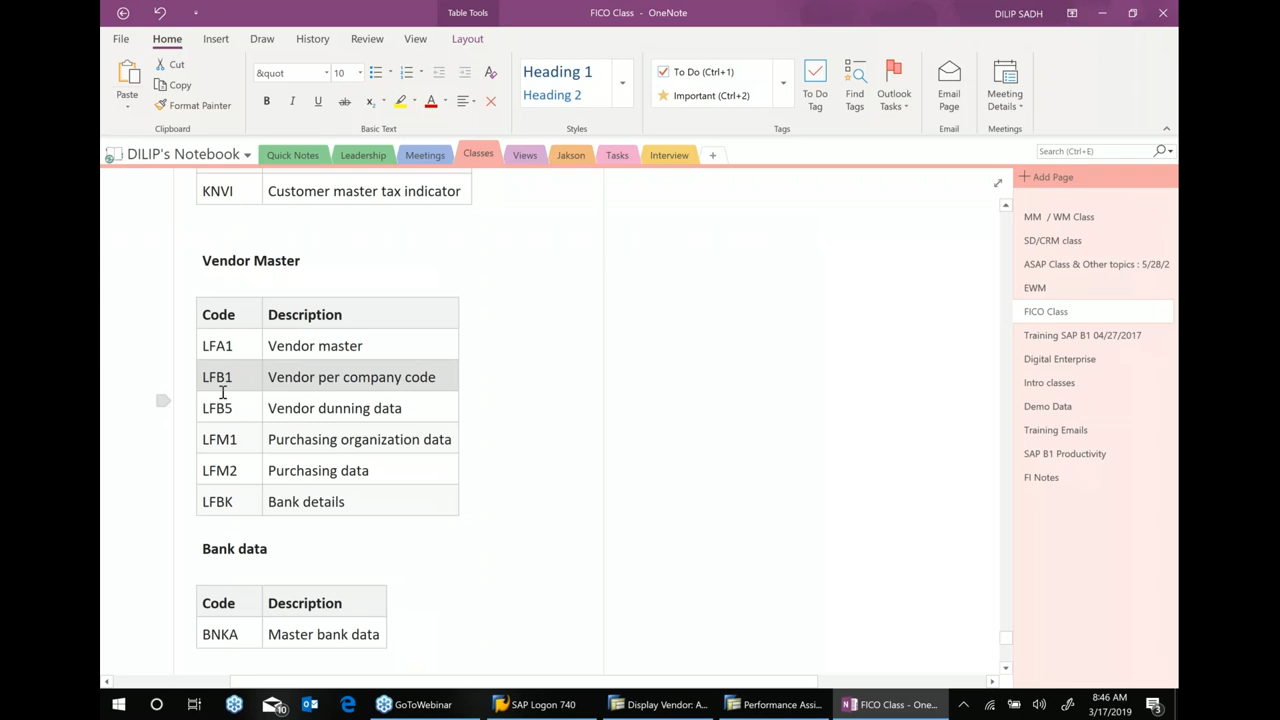 Table Tools
FICO Class - OneNote
DILIP SADH
File
Home
Insert
Draw
History
Review
View
Layout
Paste
Cut
Copy
Format Painter
Clipboard
&quot
10
B I U ab x₂ A
Basic Text
Heading 1
Heading 2
Styles
To Do (Ctrl+1)
Important (Ctrl+2)
To Do Tag
Find Tags
Outlook Tasks
Tags
Email Page
Email
Meeting Details
Meetings
DILIP's Notebook
Quick Notes
Leadership
Meetings
Classes
Views
Jakson
Tasks
Interview
Search (Ctrl+E)
KNVI Customer master tax indicator
Vendor Master
Code Description
LFA1 Vendor master
LFB1 Vendor per company code
LFB5 Vendor dunning data
LFM1 Purchasing organization data
LFM2 Purchasing data
LFBK Bank details
Bank data
Code Description
BNKA Master bank data
Add Page
MM / WM Class
SD/CRM class
ASAP Class & Other topics : 5/28/2
EWM
FICO Class
Training SAP B1 04/27/2017
Digital Enterprise
Intro classes
Demo Data
Training Emails
SAP B1 Productivity
FI Notes
10
GoToWebinar
SAP Logon 740
Display Vendor: A...
Performance Assi...
FICO Class - One...
8:46 AM
3/17/2019
3